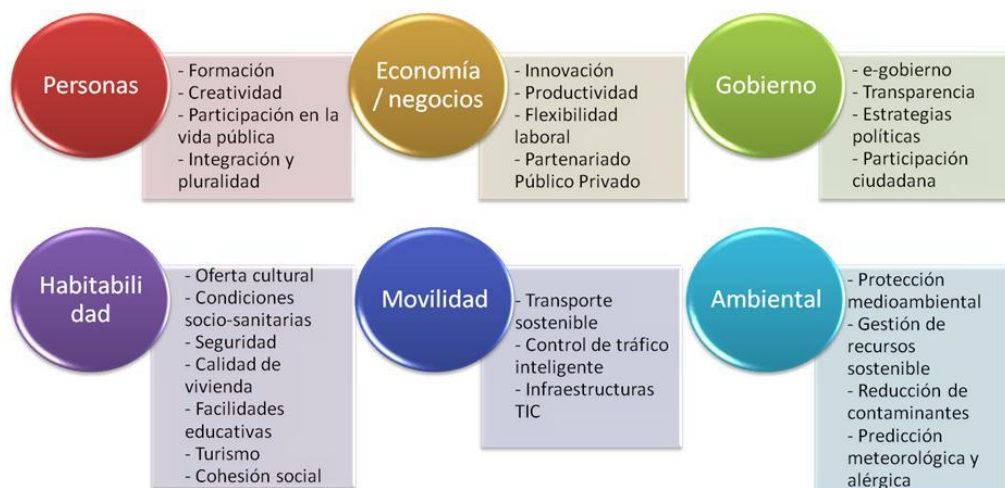 Personas
- Formación
- Creatividad
- Participación en la
vida pública
- Integración y
pluralidad
Economía
/ negocios
- Innovación
- Productividad
- Flexibilidad
laboral
- Partenariado
Público Privado
Gobierno
- e-gobierno
- Transparencia
- Estrategias
políticas
- Participación
ciudadana
Habitabili
dad
- Oferta cultural
- Condiciones
socio-sanitarias
- Seguridad
- Calidad de
vivienda
- Facilidades
educativas
- Turismo
- Cohesión social
Movilidad
- Transporte
sostenible
- Control de tráfico
inteligente
- Infraestructuras
TIC
Ambiental
- Protección
medioambiental
- Gestión de
recursos
sostenible
- Reducción de
contaminantes
- Predicción
meteorológica y
alérgica